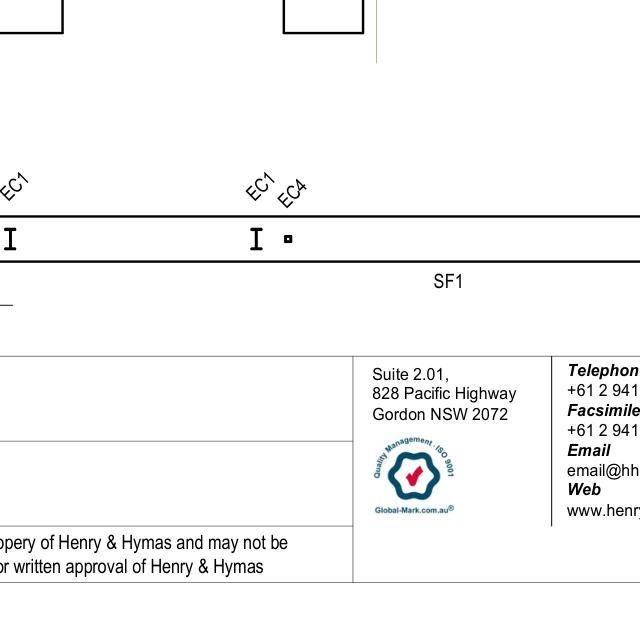 EC1
EC1
EC4
SF1
Suite 2.01,
828 Pacific Highway
Gordon NSW 2072
Quality Management · ISO 9001
Global-Mark.com.au®
Telephon
+61 2 941
Facsimile
+61 2 941
Email
email@hh
Web
www.henry
opery of Henry & Hymas and may not be
or written approval of Henry & Hymas